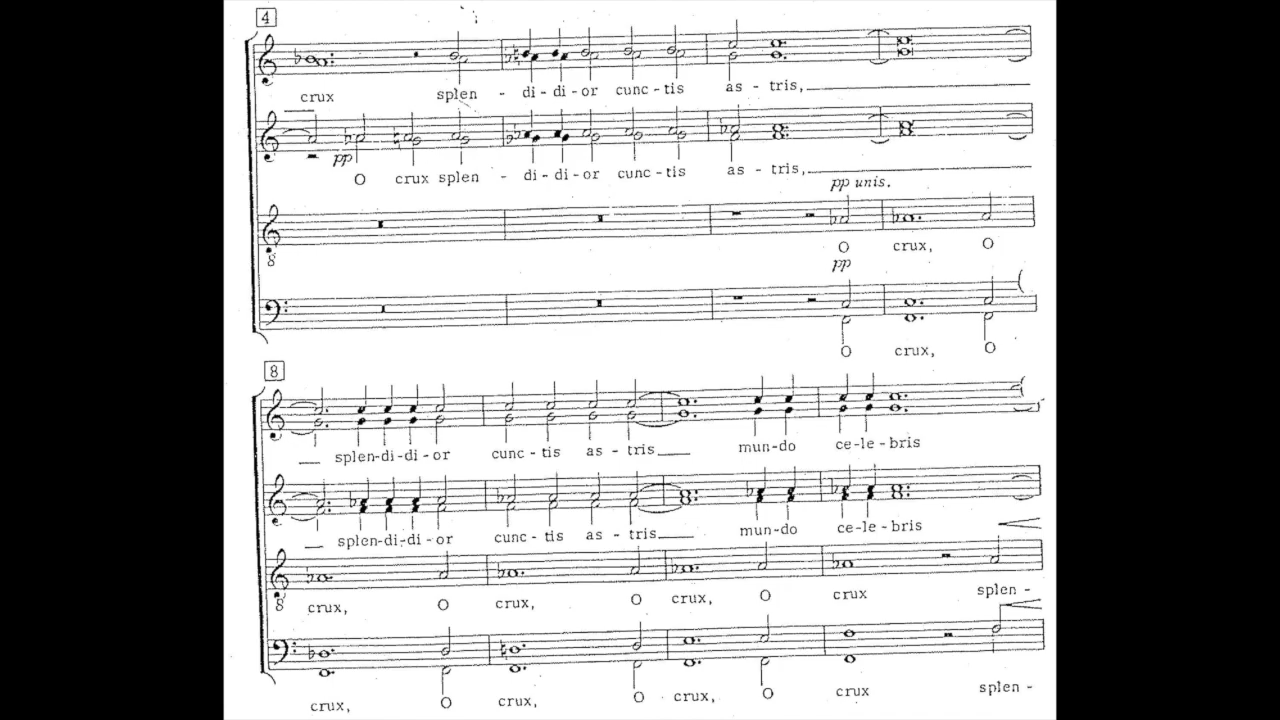 4
crux splen - di - di - or cunc - tis as - tris,
pp
O crux splen - di - di - or cunc - tis as - tris,
pp unis.
8
O crux, O
pp
O crux, O
8
splen-di-di-or cunc-tis as-tris mun-do ce-le-bris
splen-di-di-or cunc-tis as-tris mun-do ce-le-bris
8
crux, O crux, O crux, O crux splen -
crux, O crux, O crux, O crux splen -